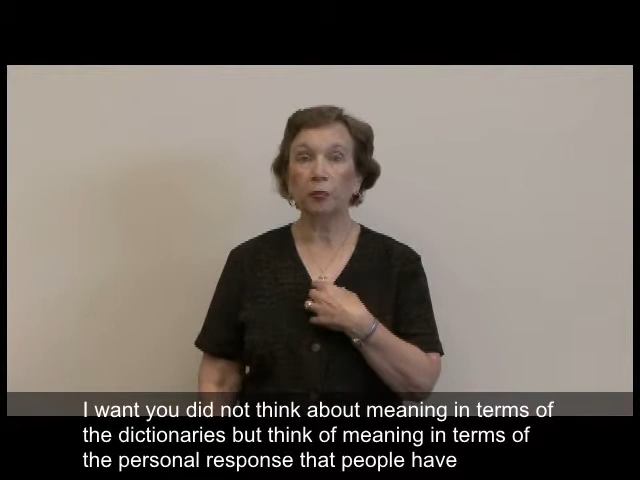 I want you did not think about meaning in terms of
the dictionaries but think of meaning in terms of
the personal response that people have